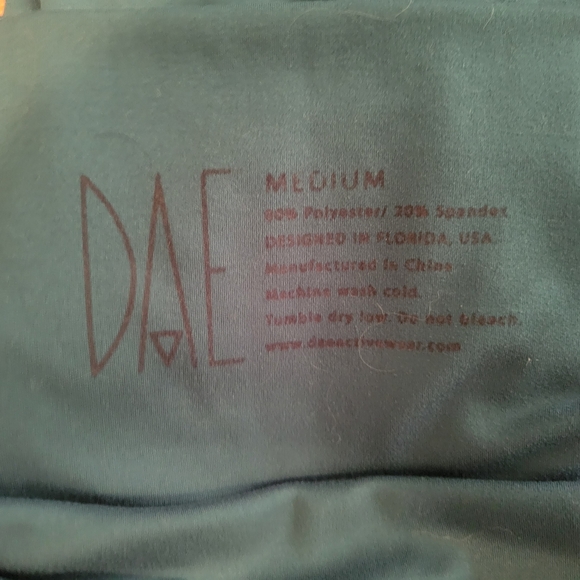 DAE
MEDIUM
80% Polyester/ 20% Spandex
DESIGNED IN FLORIDA, USA.
Manufactured in China
Machine wash cold.
Tumble dry low. Do not bleach.
www.daeactivewear.com